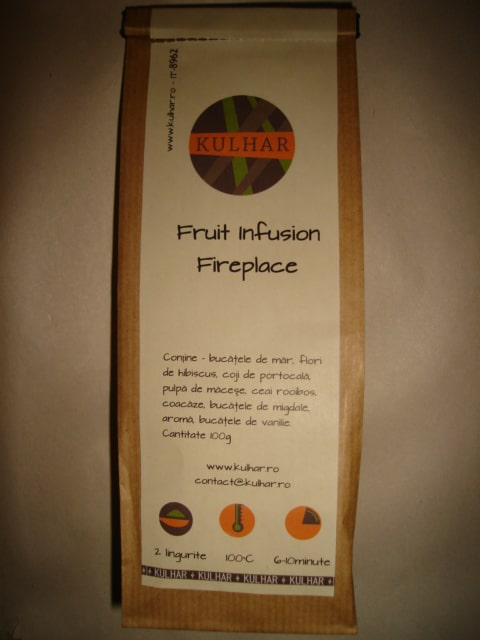 www.kulhar.ro - IT-8962
KULHAR
Fruit Infusion
Fireplace
Conține - bucățele de măr, flori
de hibiscus, coji de portocală,
pulpă de măceșe, ceai rooibos,
coacăze, bucățele de migdale,
aromă, bucățele de vanilie.
Cantitate 100g
www.kulhar.ro
contact@kulhar.ro
2 lingurite 100°C 6-10minute
KULHAR + KULHAR + KULHAR + KULHAR